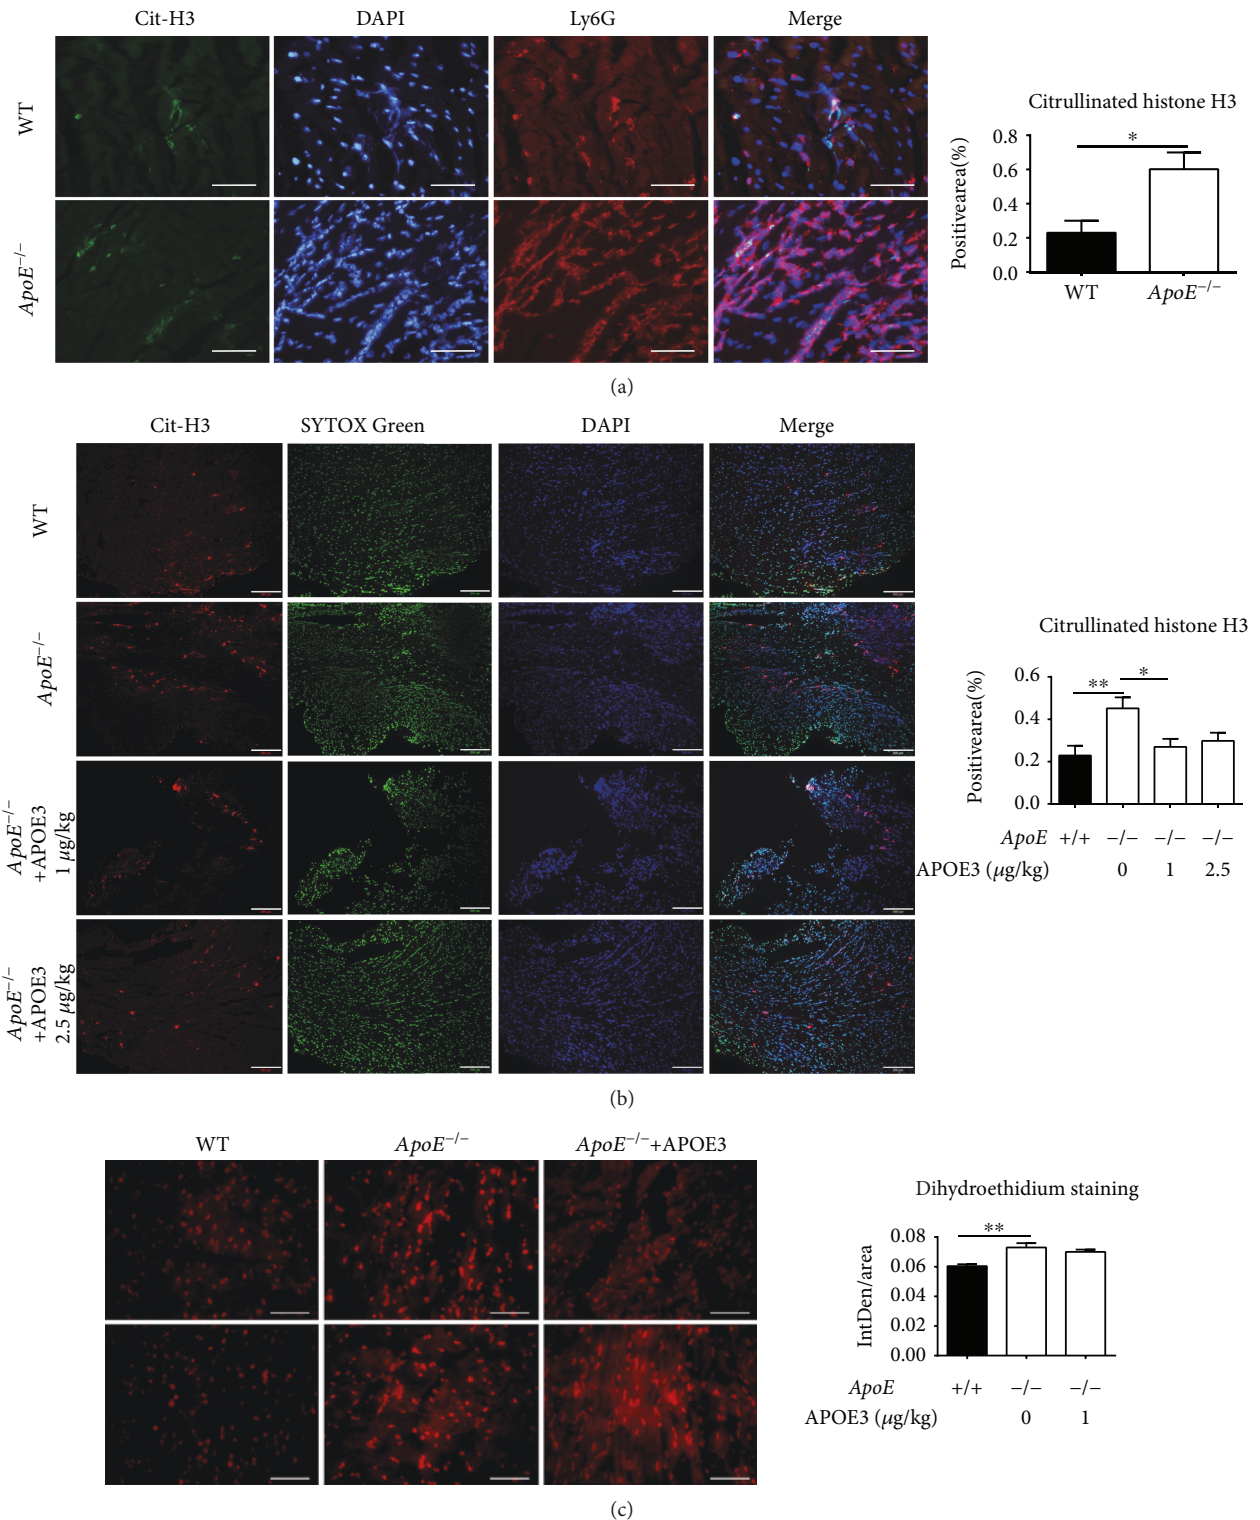 Cit-H3 DAPI Ly6G Merge
WT
ApoE−/−
Citrullinated histone H3
Positivearea(%)
0.8
0.6
0.4
0.2
0.0
*
WT ApoE−/−
(a)
Cit-H3 SYTOX Green DAPI Merge
WT
ApoE−/−
ApoE−/−
+APOE3
1 μg/kg
ApoE−/−
+APOE3
2.5 μg/kg
Citrullinated histone H3
Positivearea(%)
0.6
0.4
0.2
0.0
** *
ApoE +/+ −/− −/− −/−
APOE3 (μg/kg) 0 1 2.5
(b)
WT ApoE−/− ApoE−/−+APOE3
Dihydroethidium staining
IntDen/area
0.08
0.06
0.04
0.02
0.00
**
ApoE +/+ −/− −/−
APOE3 (μg/kg) 0 1
(c)